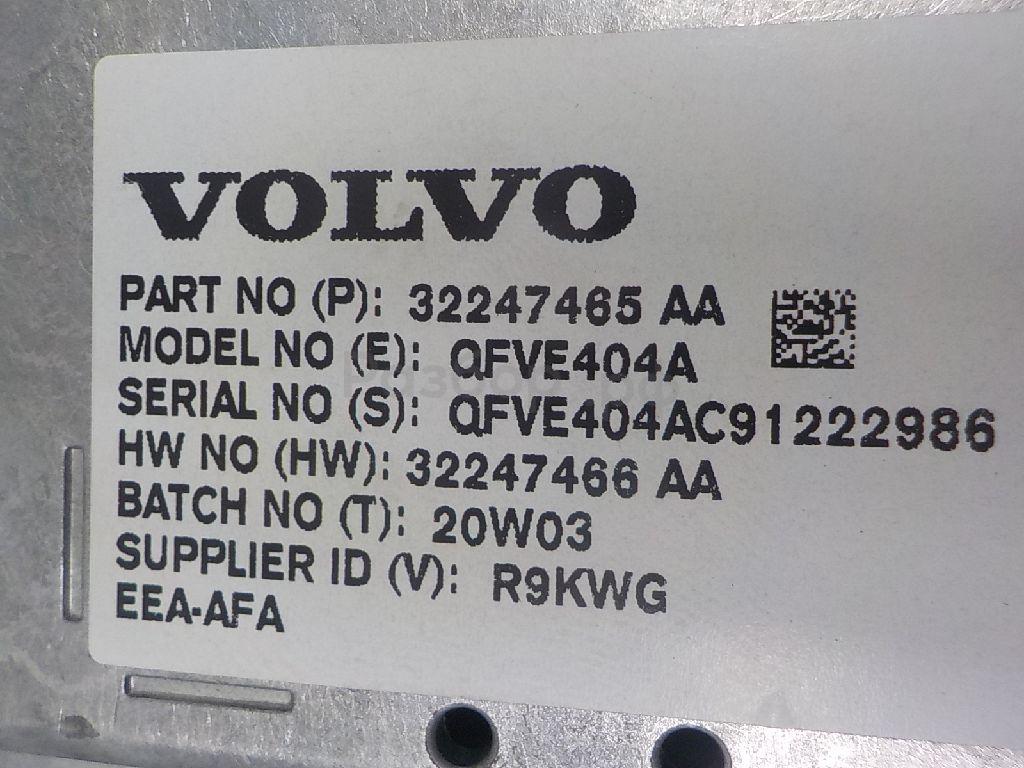 VOLVO
PART NO (P): 32247465 AA
MODEL NO (E): QFVE404A
SERIAL NO (S): QFVE404AC91222986
HW NO (HW): 32247466 AA
BATCH NO (T): 20W03
SUPPLIER ID (V): R9KWG
EEA-AFA